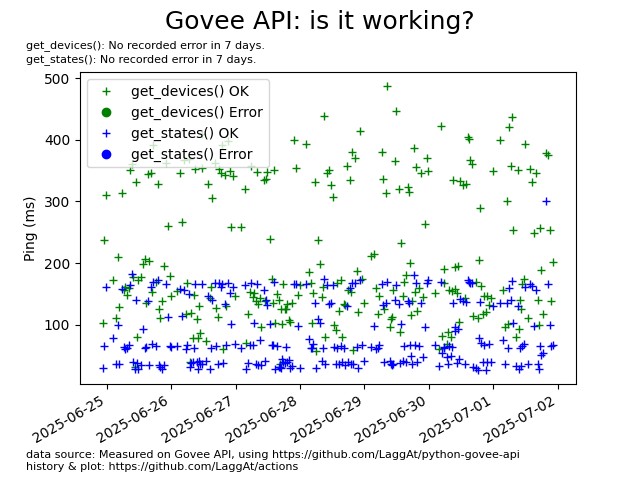 Govee API: is it working?
get_devices(): No recorded error in 7 days.
get_states(): No recorded error in 7 days.
get_devices() OK
get_devices() Error
get_states() OK
get_states() Error
Ping (ms)
500
400
300
200
100
2025-06-25
2025-06-26
2025-06-27
2025-06-28
2025-06-29
2025-06-30
2025-07-01
2025-07-02
data source: Measured on Govee API, using https://github.com/LaggAt/python-govee-api
history & plot: https://github.com/LaggAt/actions